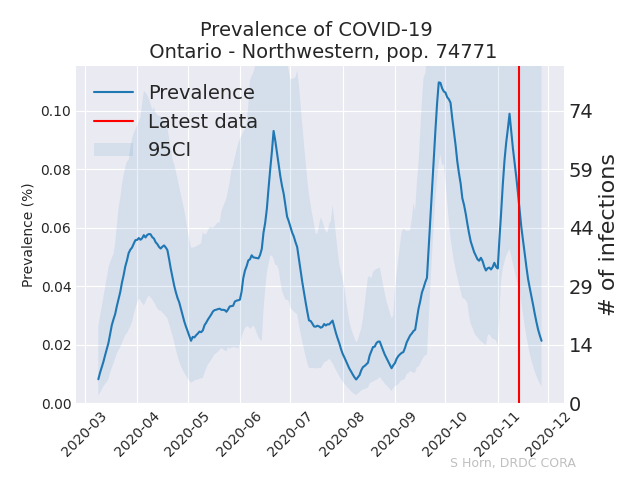 Prevalence of COVID-19
Ontario - Northwestern, pop. 74771
Prevalence
Latest data
95CI
Prevalence (%)
0.10
0.08
0.06
0.04
0.02
0.00
74
59
44
29
14
0
# of infections
2020-03
2020-04
2020-05
2020-06
2020-07
2020-08
2020-09
2020-10
2020-11
2020-12
S Horn, DRDC CORA